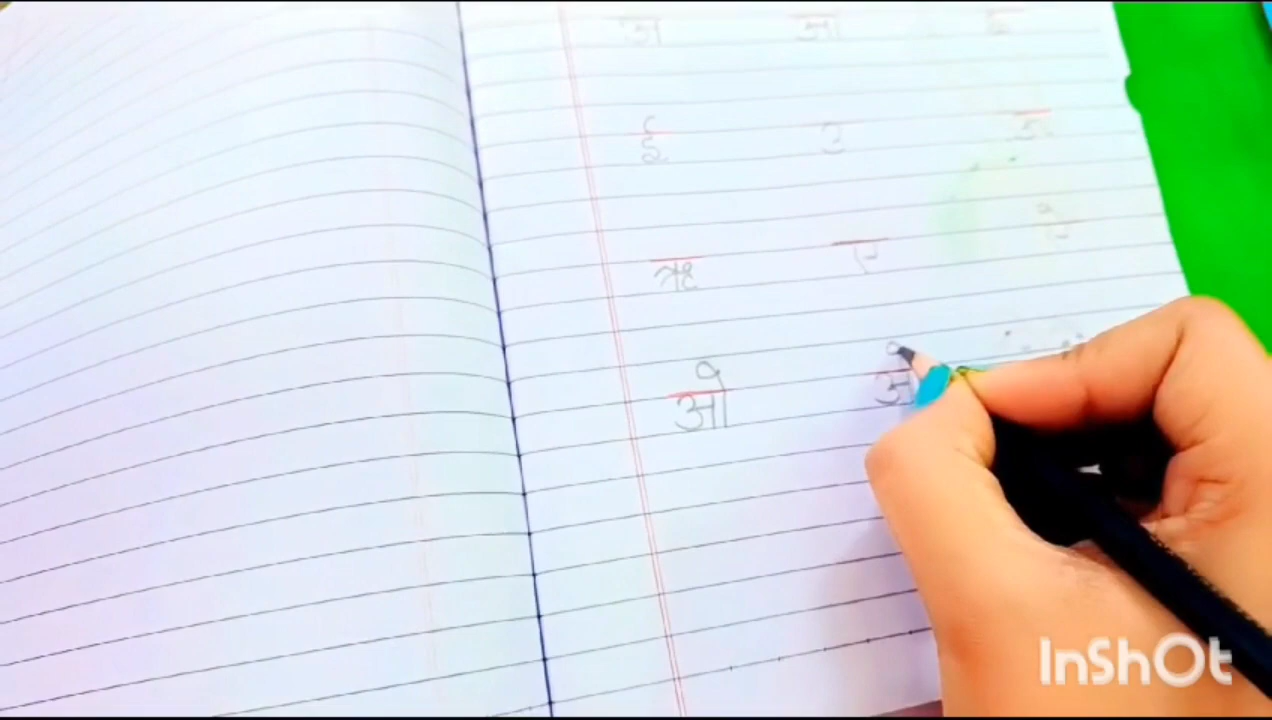 अ आ इ
ई उ ऊ
ऋ ए ऐ
ओ
InShOt